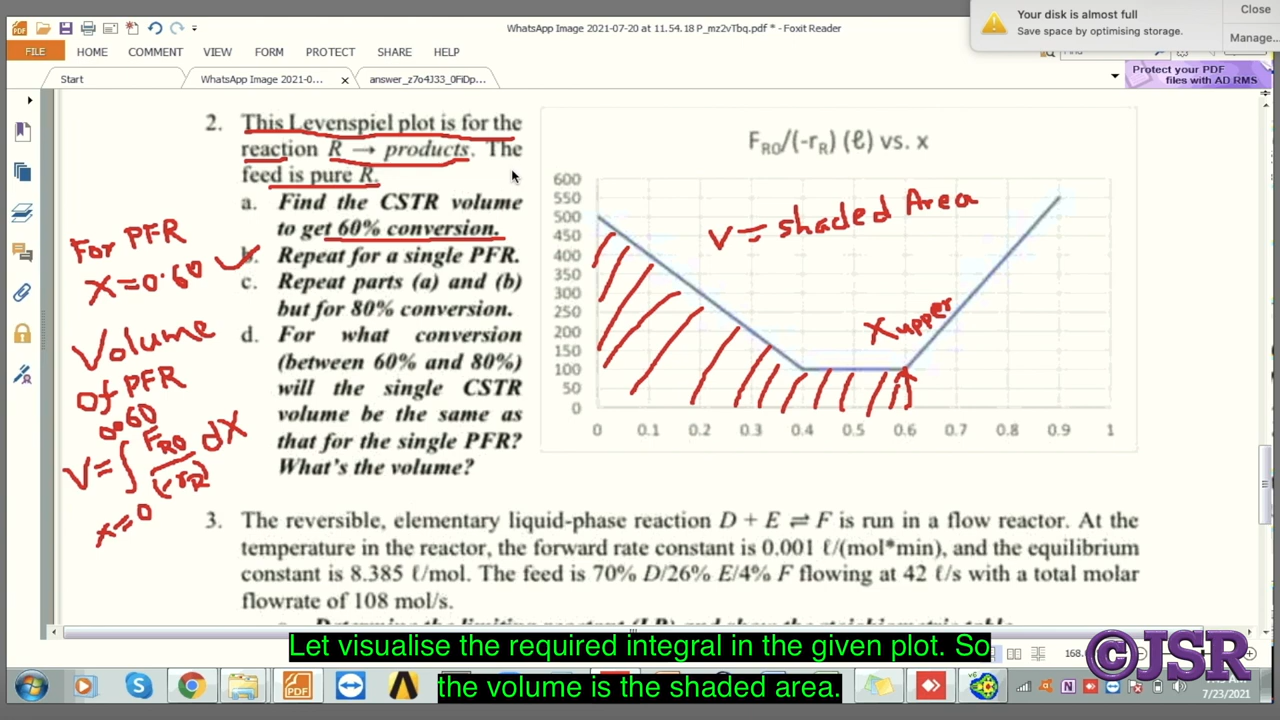 WhatsApp Image 2021-07-20 at 11.54.18 P_mz2vTbq.pdf * - Foxit Reader
Your disk is almost full
Save space by optimising storage.
Close
Manage...
FILE HOME COMMENT VIEW FORM PROTECT SHARE HELP
Find
Start
WhatsApp Image 2021-0...
answer_z7o4J33_0FiDp...
Protect your PDF
files with AD RMS
2. This Levenspiel plot is for the
reaction R → products. The
feed is pure R.
a. Find the CSTR volume
to get 60% conversion.
b. Repeat for a single PFR.
c. Repeat parts (a) and (b)
but for 80% conversion.
d. For what conversion
(between 60% and 80%)
will the single CSTR
volume be the same as
that for the single PFR?
What's the volume?
For PFR
X=0.60
Volume
Of PFR
0.60
V=∫ FRO/(-rR) dX
x=0
FR0/(-rR) (ℓ) vs. x
600
550
500
450
400
350
300
250
200
150
100
50
0
0 0.1 0.2 0.3 0.4 0.5 0.6 0.7 0.8 0.9 1
V= shaded Area
X upper
3. The reversible, elementary liquid-phase reaction D + E ⇌ F is run in a flow reactor. At the
temperature in the reactor, the forward rate constant is 0.001 ℓ/(mol*min), and the equilibrium
constant is 8.385 ℓ/mol. The feed is 70% D/26% E/4% F flowing at 42 ℓ/s with a total molar
flowrate of 108 mol/s.
Let visualise the required integral in the given plot. So
the volume is the shaded area.
168.
©JSR
7/23/2021